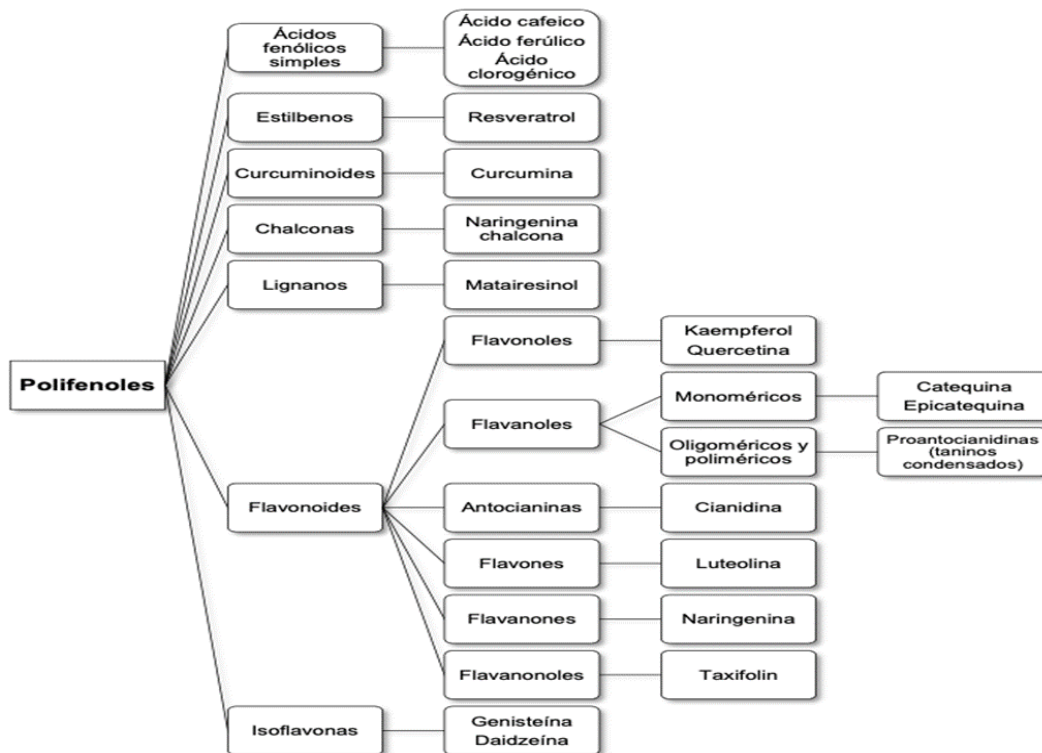 Polifenoles
Ácidos
fenólicos
simples
Ácido cafeico
Ácido ferúlico
Ácido
clorogénico
Estilbenos
Resveratrol
Curcuminoides
Curcumina
Chalconas
Naringenina
chalcona
Lignanos
Matairesinol
Flavonoides
Flavonoles
Kaempferol
Quercetina
Flavanoles
Monoméricos
Catequina
Epicatequina
Oligoméricos y
poliméricos
Proantocianidinas
(taninos
condensados)
Antocianinas
Cianidina
Flavones
Luteolina
Flavanones
Naringenina
Flavanonoles
Taxifolin
Isoflavonas
Genisteína
Daidzeína